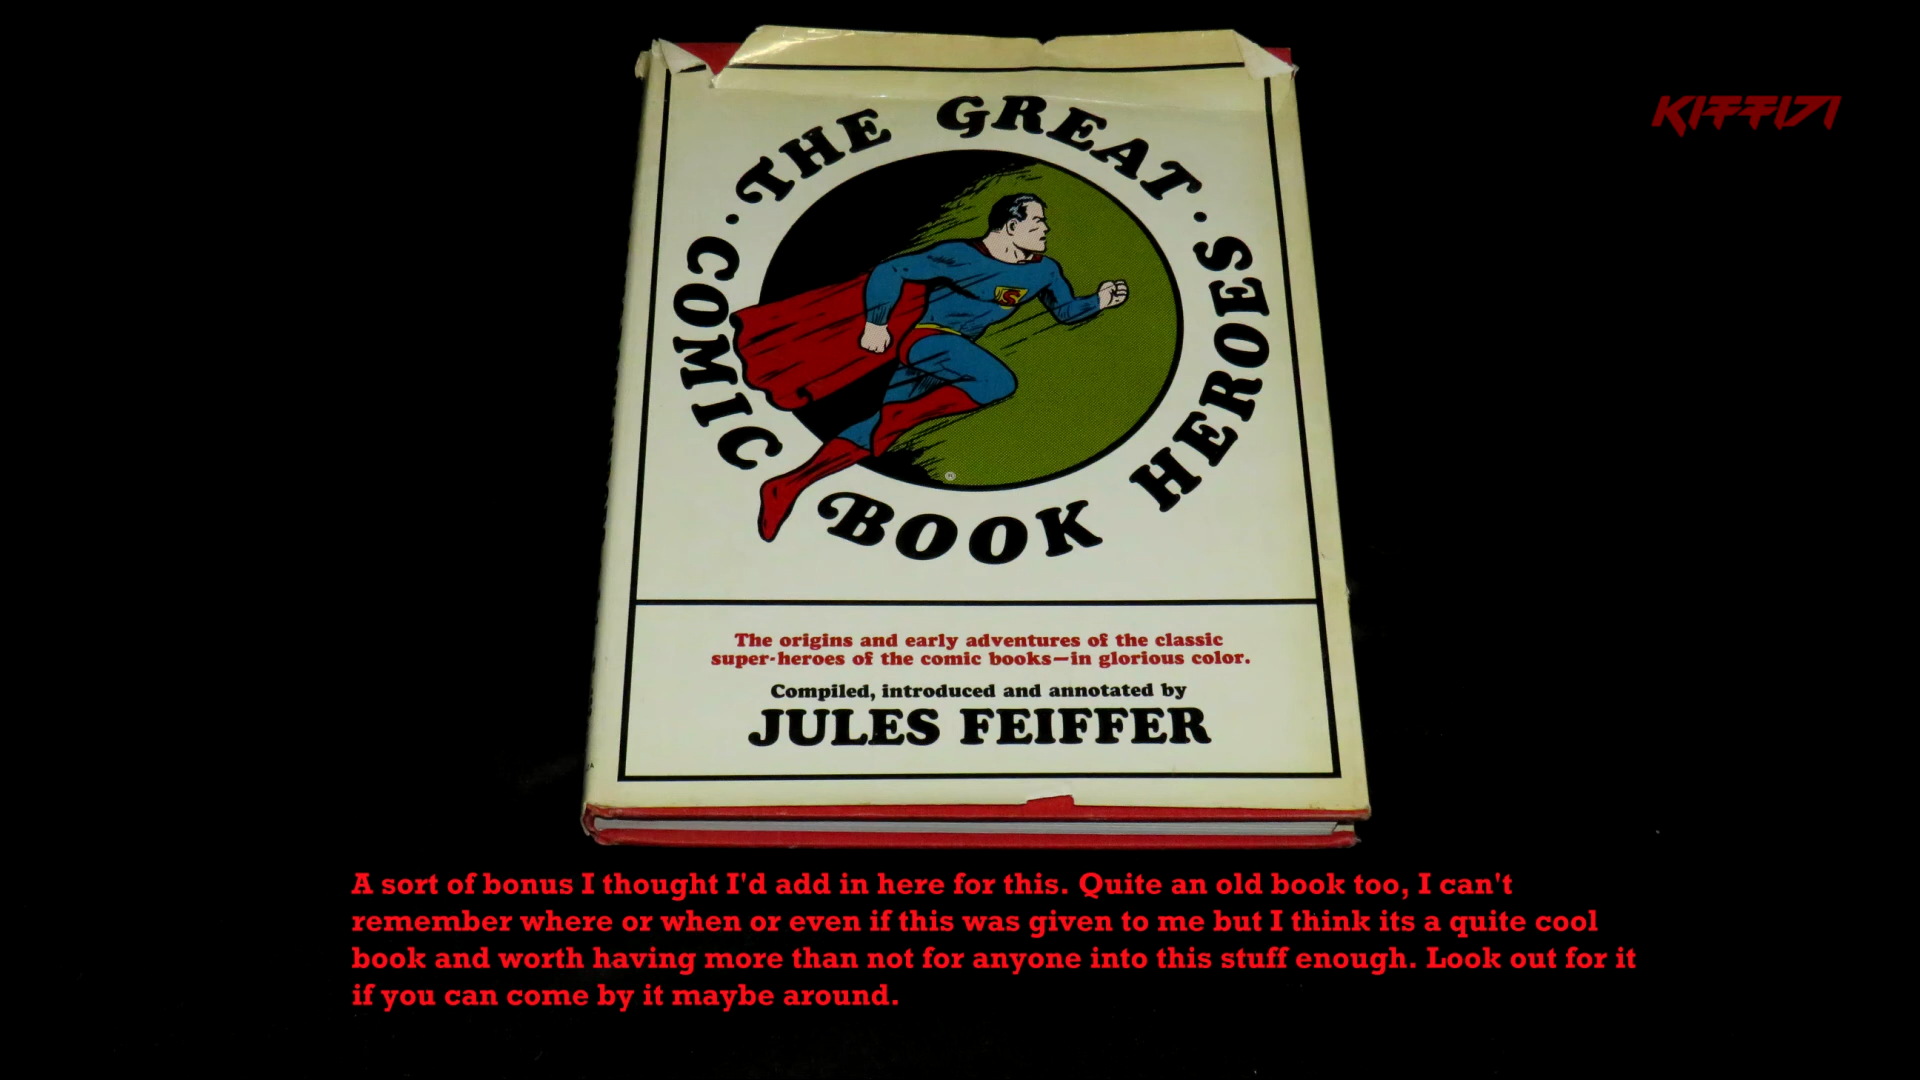 KiTTiDi
THE GREAT
COMIC BOOK HEROES
S
The origins and early adventures of the classic
super-heroes of the comic books—in glorious color.
Compiled, introduced and annotated by
JULES FEIFFER
A sort of bonus I thought I'd add in here for this. Quite an old book too, I can't
remember where or when or even if this was given to me but I think its a quite cool
book and worth having more than not for anyone into this stuff enough. Look out for it
if you can come by it maybe around.